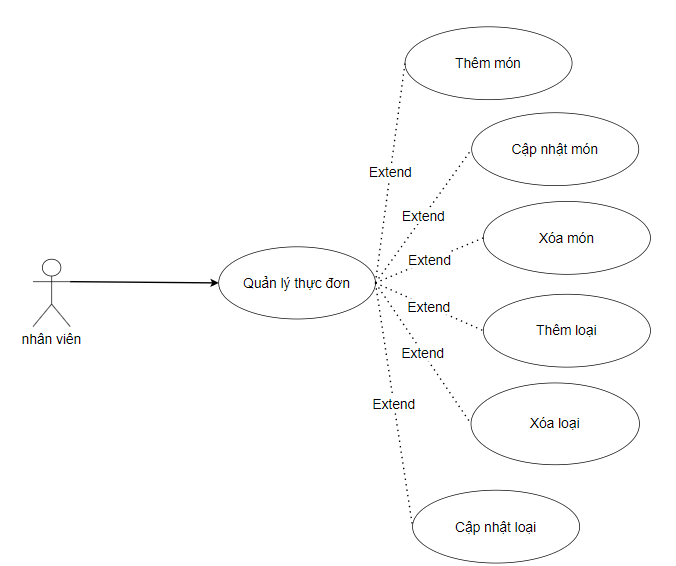 Thêm món
Cập nhật món
Extend
Extend
Xóa món
Extend
Quản lý thực đơn
Extend
Thêm loại
nhân viên
Extend
Extend
Xóa loại
Cập nhật loại